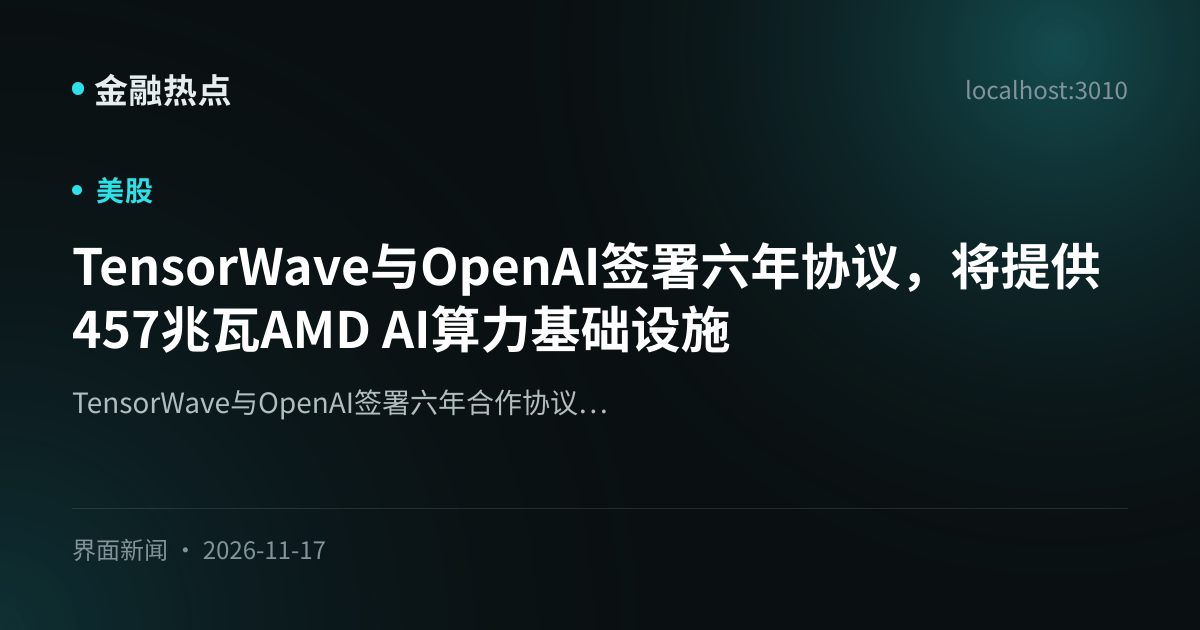 金融热点
localhost:3010
美股
TensorWave与OpenAI签署六年协议，将提供
457兆瓦AMD AI算力基础设施
TensorWave与OpenAI签署六年合作协议…
界面新闻 · 2026-11-17